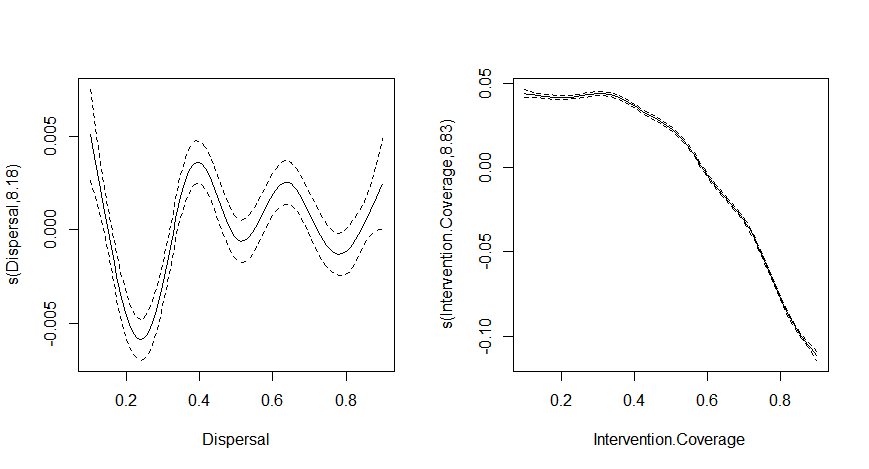 s(Dispersal,8.18)
0.005
0.000
-0.005
0.2 0.4 0.6 0.8
Dispersal
s(Intervention.Coverage,8.83)
0.05
0.00
-0.05
-0.10
0.2 0.4 0.6 0.8
Intervention.Coverage